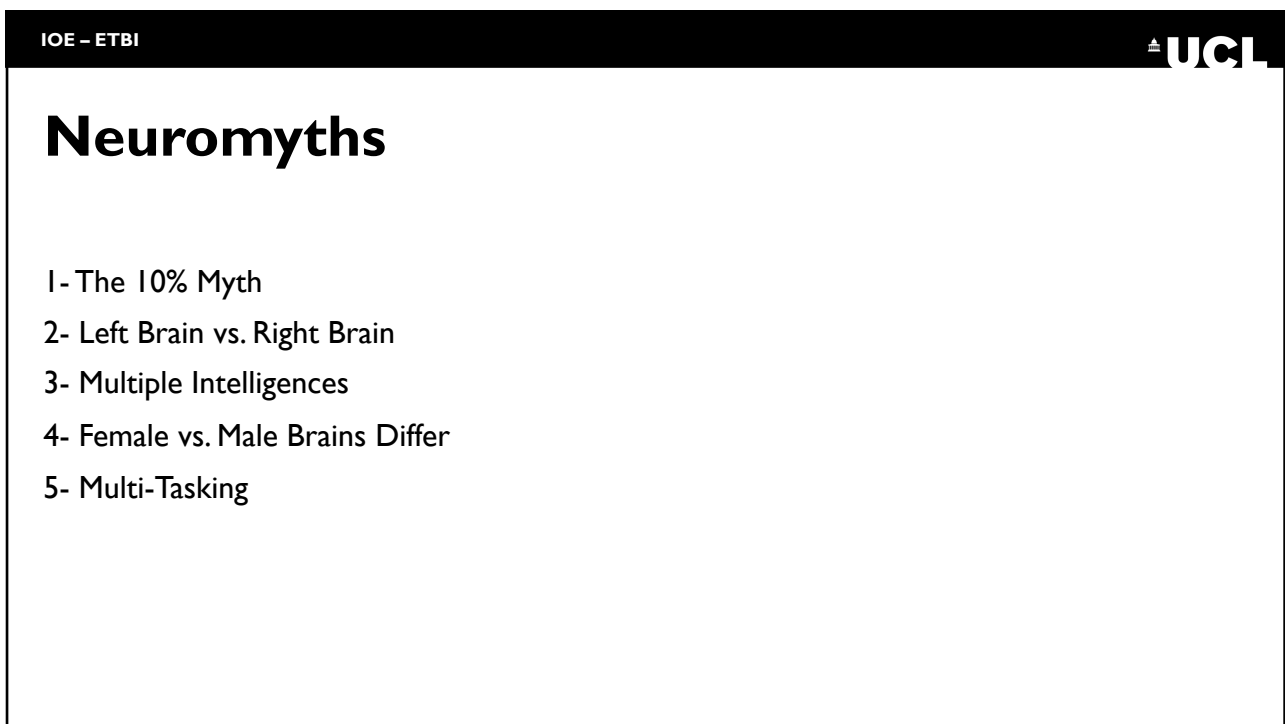 IOE – ETBI
UCL
Neuromyths
1- The 10% Myth
2- Left Brain vs. Right Brain
3- Multiple Intelligences
4- Female vs. Male Brains Differ
5- Multi-Tasking